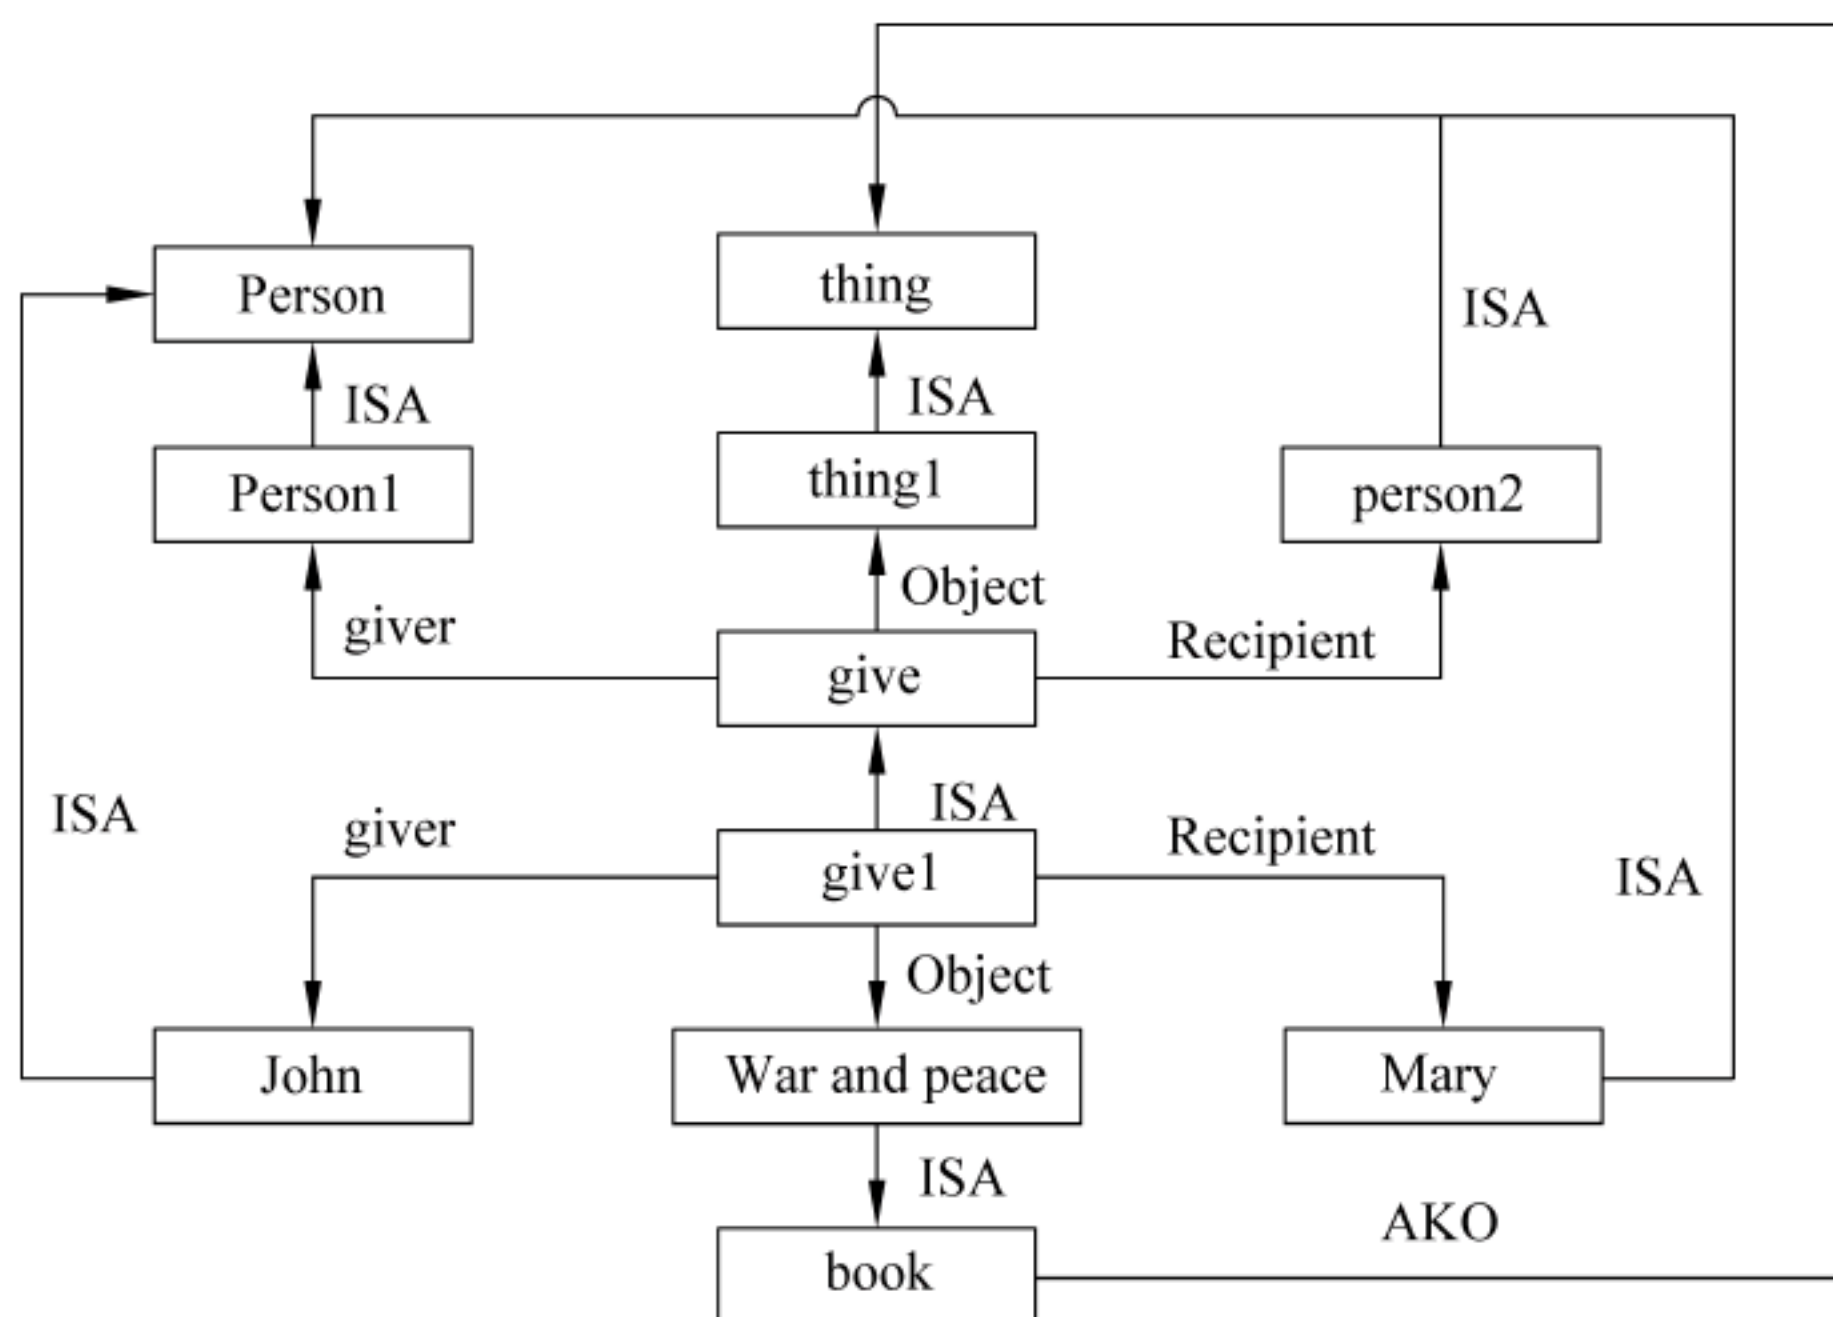 Person
thing
ISA
ISA
ISA
Person1
thing1
person2
Object
giver
Recipient
give
ISA
ISA
giver
Recipient
give1
ISA
Object
John
War and peace
Mary
ISA
AKO
book